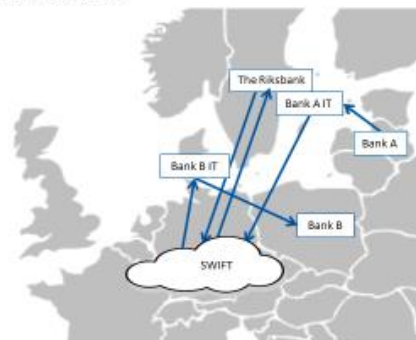 The Riksbank
Bank A IT
Bank A
Bank B IT
Bank B
SWIFT